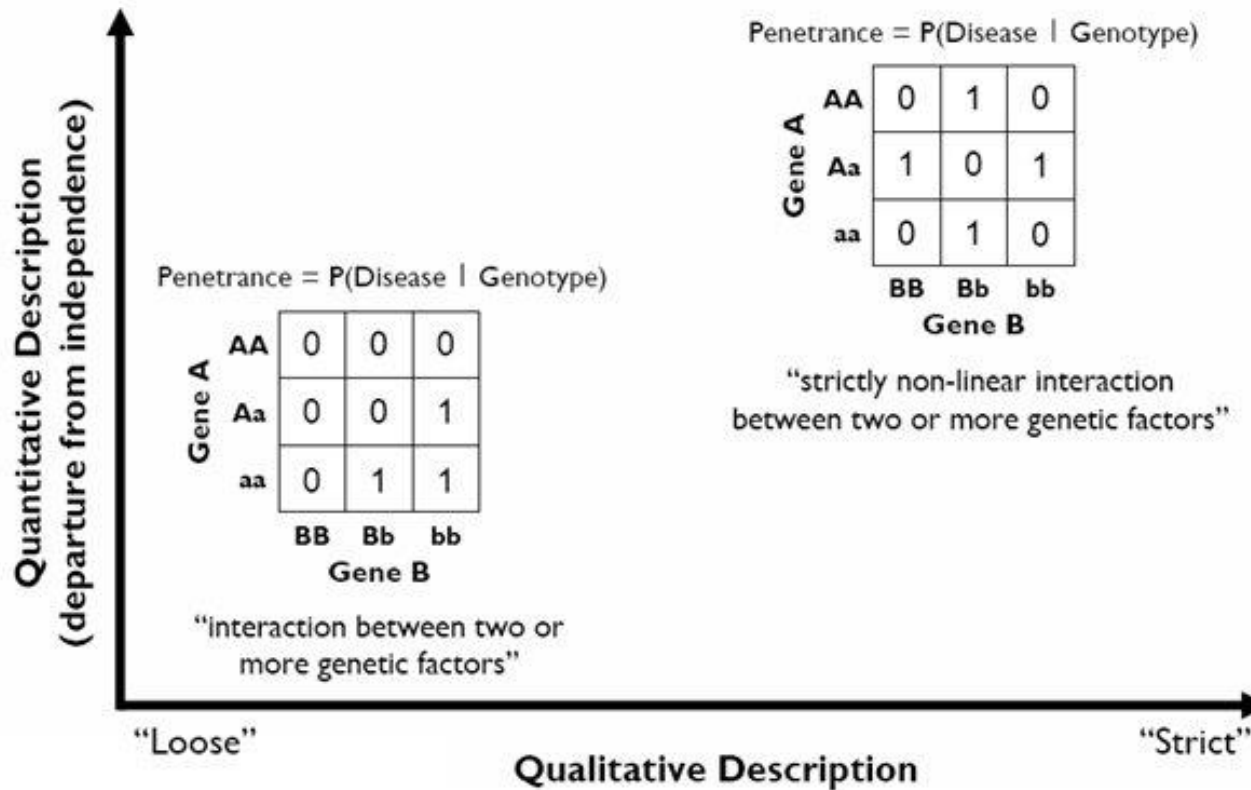 Quantitative Description
(departure from independence)
Penetrance = P(Disease | Genotype)
Gene A
AA 0 1 0
Aa 1 0 1
aa 0 1 0
BB Bb bb
Gene B
“strictly non-linear interaction
between two or more genetic factors”
Penetrance = P(Disease | Genotype)
Gene A
AA 0 0 0
Aa 0 0 1
aa 0 1 1
BB Bb bb
Gene B
“interaction between two or
more genetic factors”
“Loose”
“Strict”
Qualitative Description